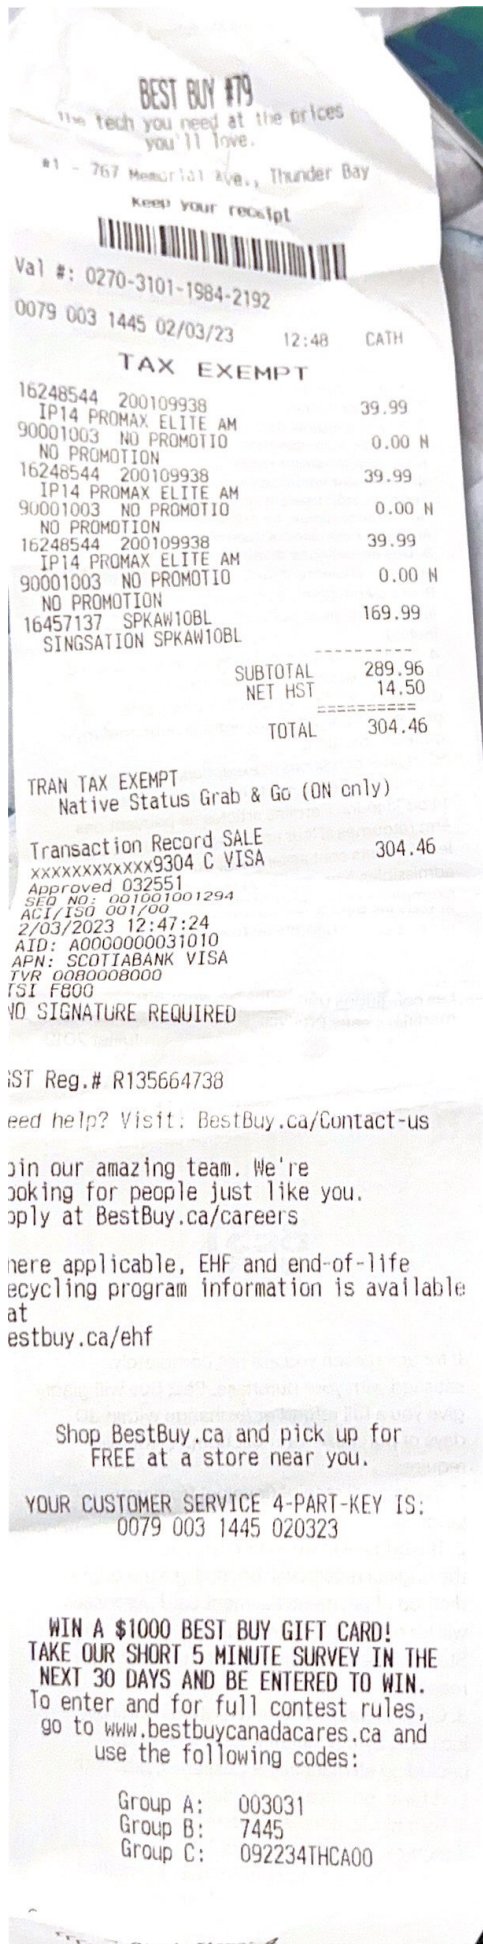 BEST BUY #79
The tech you need at the prices
you'll love.
#1 - 767 Memorial Ave., Thunder Bay
Keep your receipt
Val #: 0270-3101-1984-2192
0079 003 1445 02/03/23 12:48 CATH
TAX EXEMPT
16248544 200109938 39.99
IP14 PROMAX ELITE AM
90001003 NO PROMOTIO 0.00 N
NO PROMOTION
16248544 200109938 39.99
IP14 PROMAX ELITE AM
90001003 NO PROMOTIO 0.00 N
NO PROMOTION
16248544 200109938 39.99
IP14 PROMAX ELITE AM
90001003 NO PROMOTIO 0.00 N
NO PROMOTION
16457137 SPKAW10BL 169.99
SINGSATION SPKAW10BL
----------
SUBTOTAL 289.96
NET HST 14.50
==========
TOTAL 304.46
TRAN TAX EXEMPT
Native Status Grab & Go (ON only)
Transaction Record SALE
xxxxxxxxxxxx9304 C VISA 304.46
Approved 032551
SEQ NO: 001001001294
ACI/ISO 001/00
2/03/2023 12:47:24
AID: A0000000031010
APN: SCOTIABANK VISA
TVR 0080008000
TSI F800
NO SIGNATURE REQUIRED
GST Reg.# R135664738
eed help? Visit: BestBuy.ca/Contact-us
oin our amazing team. We're
ooking for people just like you.
pply at BestBuy.ca/careers
here applicable, EHF and end-of-life
ecycling program information is available
at
estbuy.ca/ehf
Shop BestBuy.ca and pick up for
FREE at a store near you.
YOUR CUSTOMER SERVICE 4-PART-KEY IS:
0079 003 1445 020323
WIN A $1000 BEST BUY GIFT CARD!
TAKE OUR SHORT 5 MINUTE SURVEY IN THE
NEXT 30 DAYS AND BE ENTERED TO WIN.
To enter and for full contest rules,
go to www.bestbuycanadacares.ca and
use the following codes:
Group A: 003031
Group B: 7445
Group C: 092234THCA00